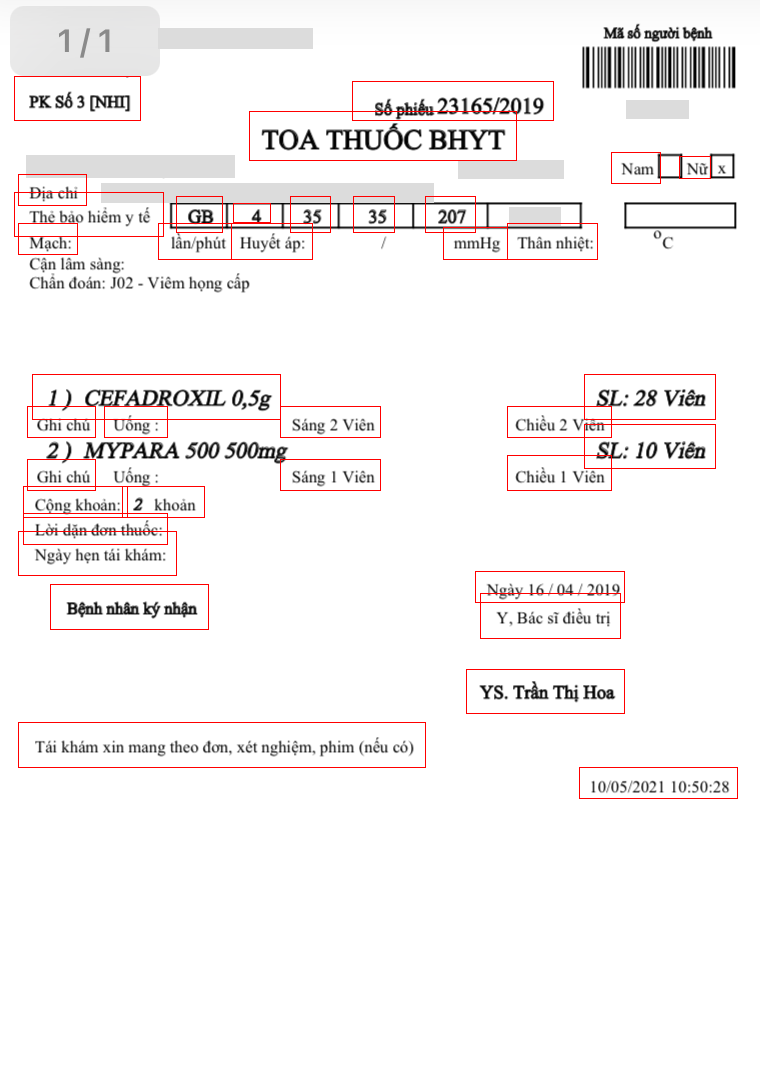 1/1
Mã số người bệnh
PK Số 3 [NHI]
Số phiếu 23165/2019
TOA THUỐC BHYT
Nam Nữ x
Địa chỉ
Thẻ bảo hiểm y tế GB 4 35 35 207
Mạch: lần/phút Huyết áp: / mmHg Thân nhiệt: °C
Cận lâm sàng:
Chẩn đoán: J02 - Viêm họng cấp
1 ) CEFADROXIL 0,5g SL: 28 Viên
Ghi chú Uống : Sáng 2 Viên Chiều 2 Viên
2 ) MYPARA 500 500mg SL: 10 Viên
Ghi chú Uống : Sáng 1 Viên Chiều 1 Viên
Cộng khoản: 2 khoản
Lời dặn đơn thuốc:
Ngày hẹn tái khám:
Ngày 16 / 04 / 2019
Bệnh nhân ký nhận Y, Bác sĩ điều trị
YS. Trần Thị Hoa
Tái khám xin mang theo đơn, xét nghiệm, phim (nếu có)
10/05/2021 10:50:28